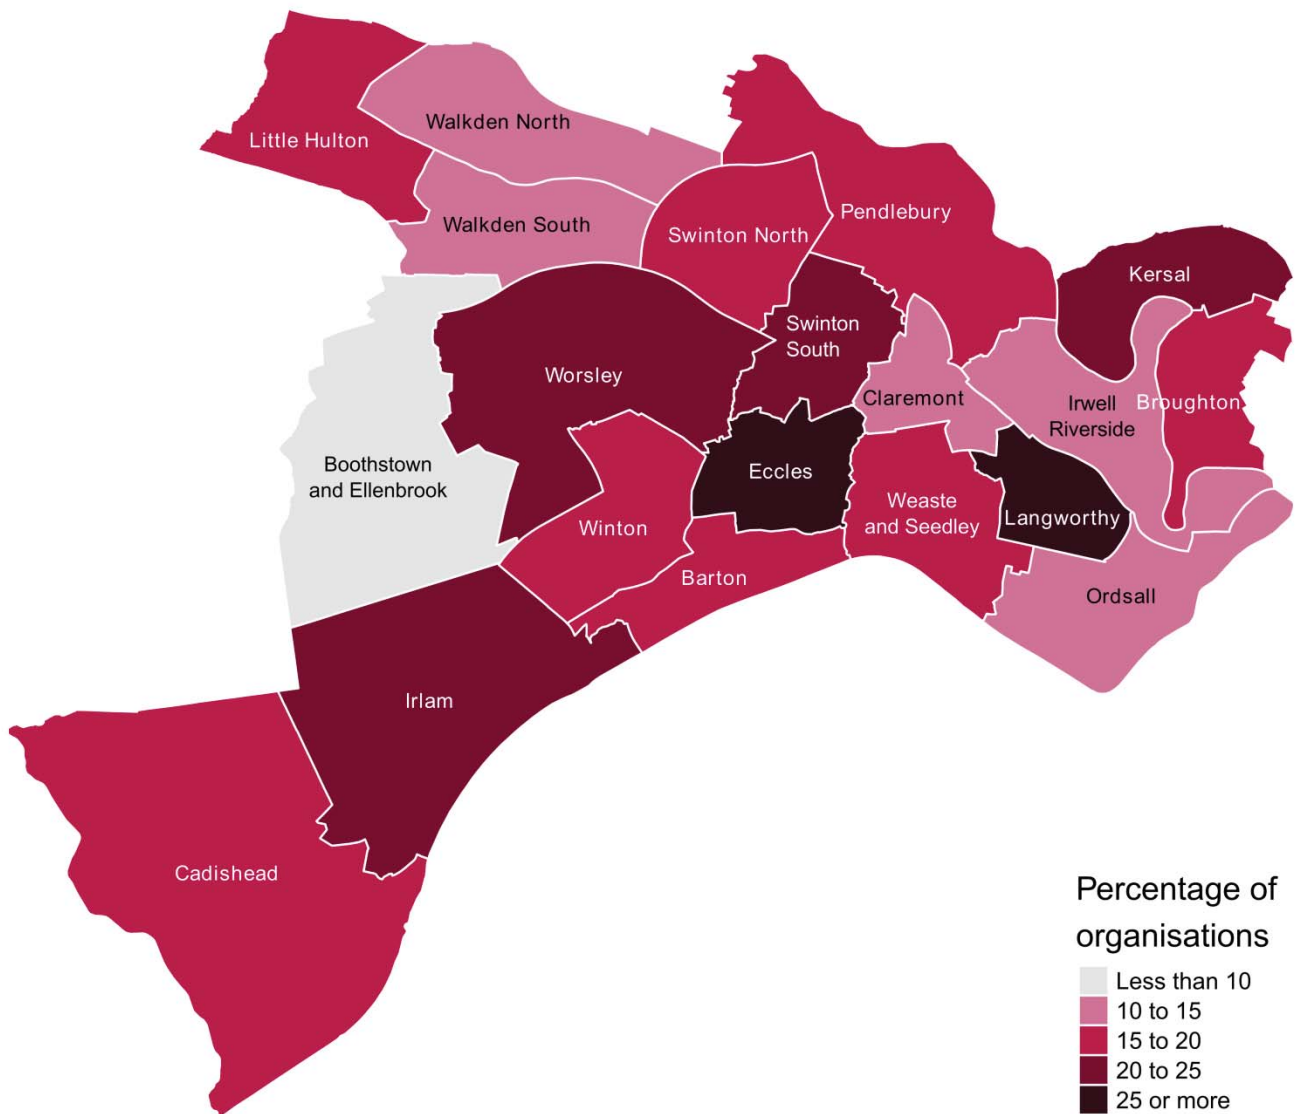 Walkden North
Little Hulton
Pendlebury
Walkden South
Swinton North
Kersal
Swinton
South
Worsley
Claremont
Irwell
Riverside
Broughton
Boothstown
and Ellenbrook
Eccles
Weaste
and Seedley
Langworthy
Winton
Barton
Ordsall
Irlam
Cadishead
Percentage of
organisations
Less than 10
10 to 15
15 to 20
20 to 25
25 or more